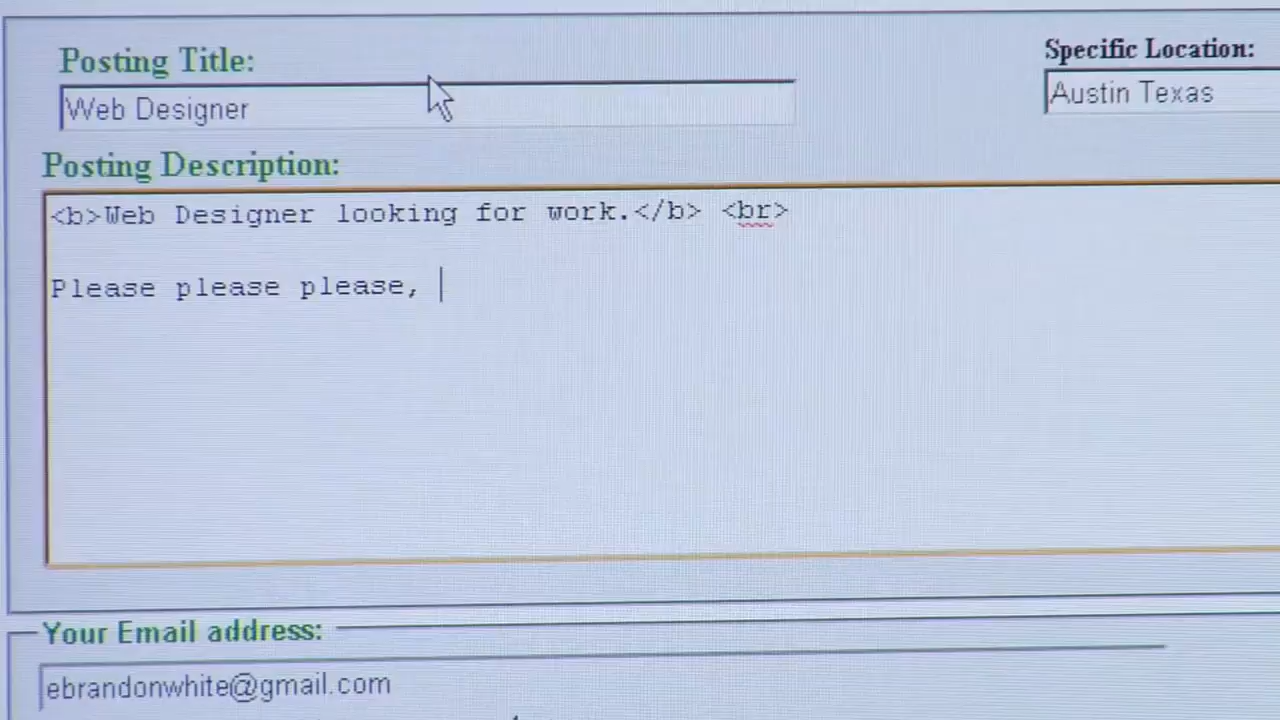 Posting Title:
Specific Location:
Web Designer
Austin Texas
Posting Description:
<b>Web Designer looking for work.</b> <br>
Please please please,
Your Email address:
ebrandonwhite@gmail.com